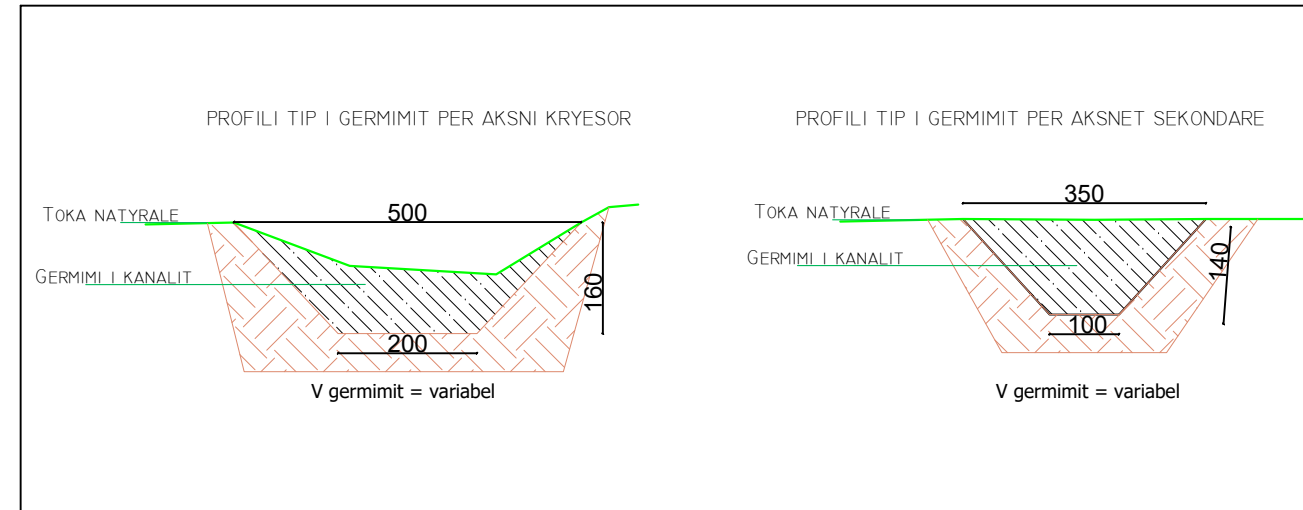 PROFILI TIP I GERMIMIT PER AKSNI KRYESOR
TOKA NATYRALE
500
GERMIMI I KANALIT
160
200
V germimit = variabel
PROFILI TIP I GERMIMIT PER AKSNET SEKONDARE
350
TOKA NATYRALE
GERMIMI I KANALIT
140
100
V germimit = variabel